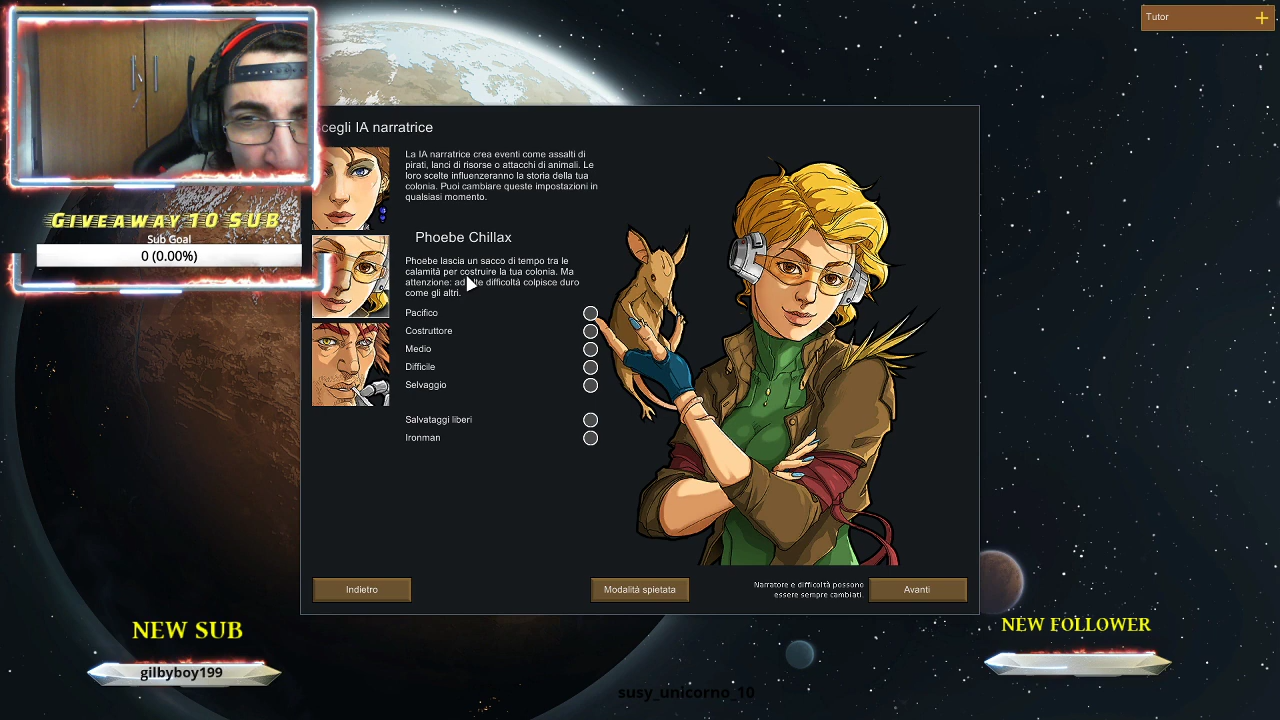 Tutor
cegli IA narratrice
La IA narratrice crea eventi come assalti di
pirati, lanci di risorse o attacchi di animali. Le
loro scelte influenzeranno la storia della tua
colonia. Puoi cambiare queste impostazioni in
qualsiasi momento.
GIVEAWAY 10 SUB
Sub Goal
0 (0.00%)
Phoebe Chillax
Phoebe lascia un sacco di tempo tra le
calamità per costruire la tua colonia. Ma
attenzione: ad te difficoltà colpisce duro
come gli altri.
Pacifico
Costruttore
Medio
Difficile
Selvaggio
Salvataggi liberi
Ironman
Indietro
Modalità spietata
Narratore e difficoltà possono
essere sempre cambiati.
Avanti
NEW SUB
gilbyboy199
NEW FOLLOWER
susy_unicorno_10